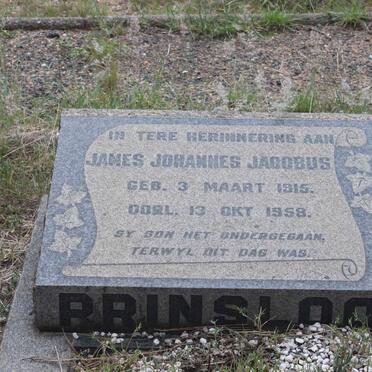 IN TERE HERINNERING AAN
JAMES JOHANNES JACOBUS
GEB. 3 MAART 1915.
OORL. 13 OKT 1958.
SY SON HET ONDERGEGAAN,
TERWYL DIT DAG WAS.
PRINSLOO